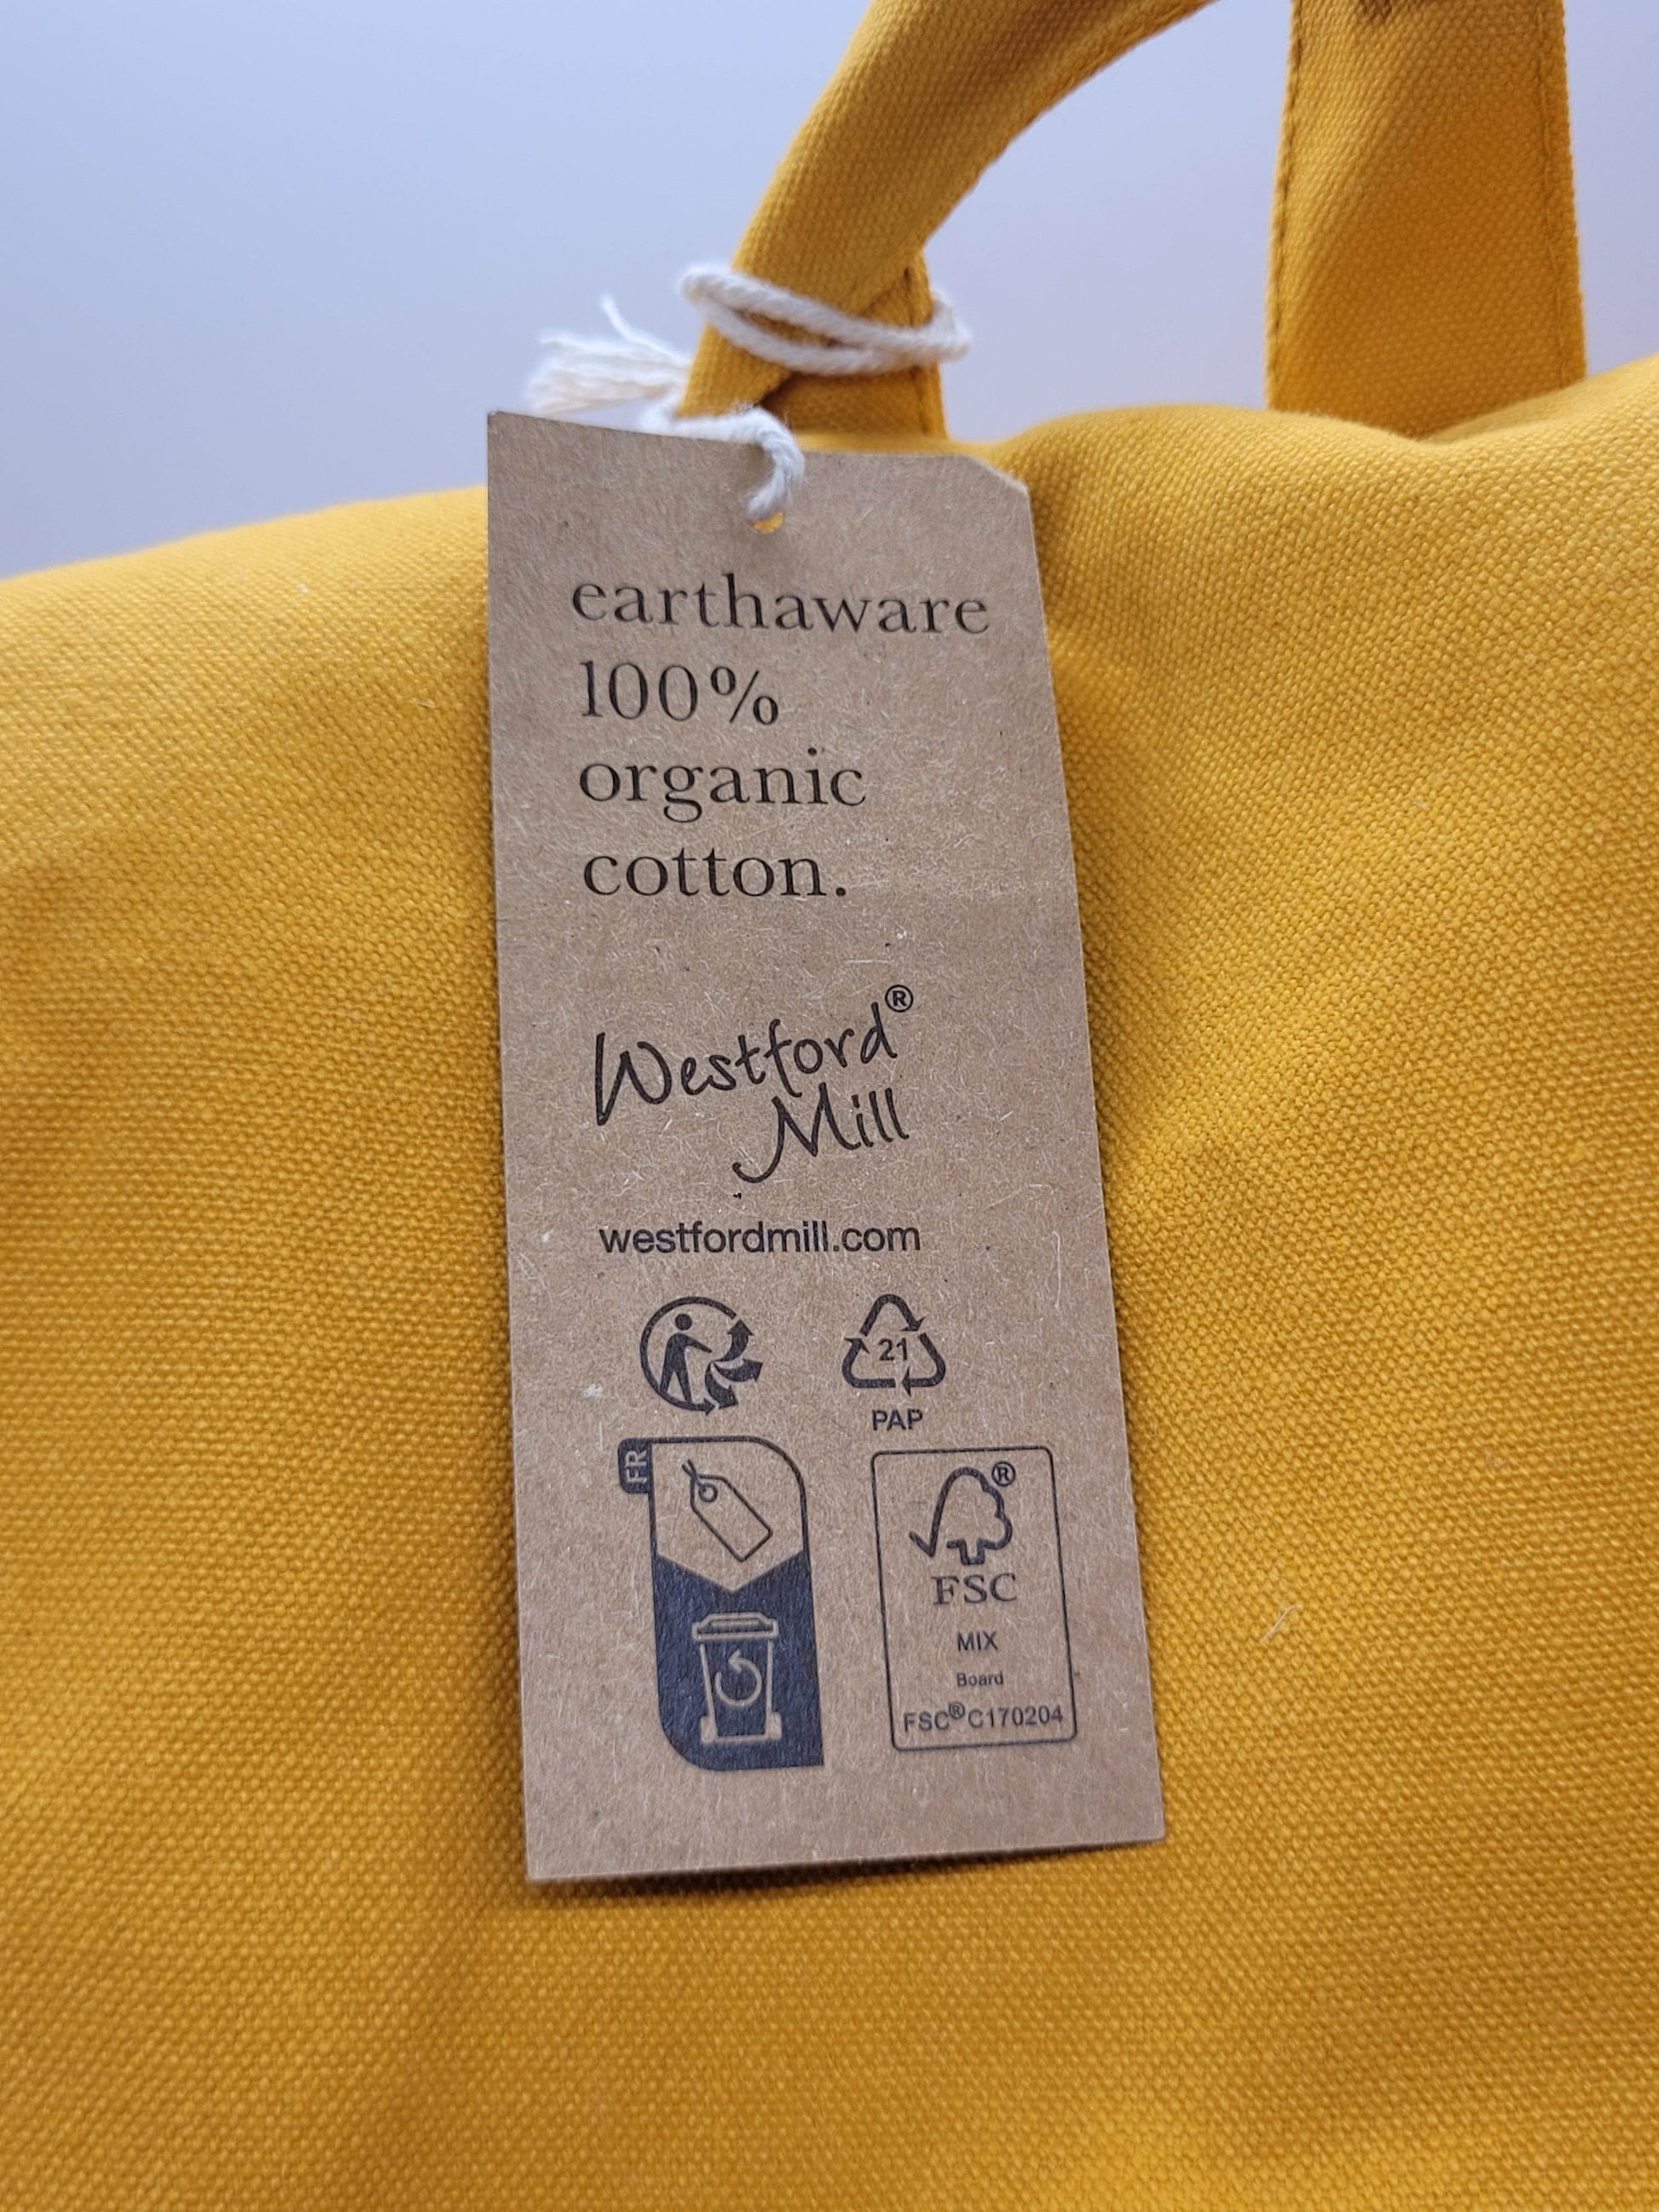 earthaware
100%
organic
cotton.
Westford®
Mill
westfordmill.com
21
PAP
FR
®
FSC
MIX
Board
FSC® C170204